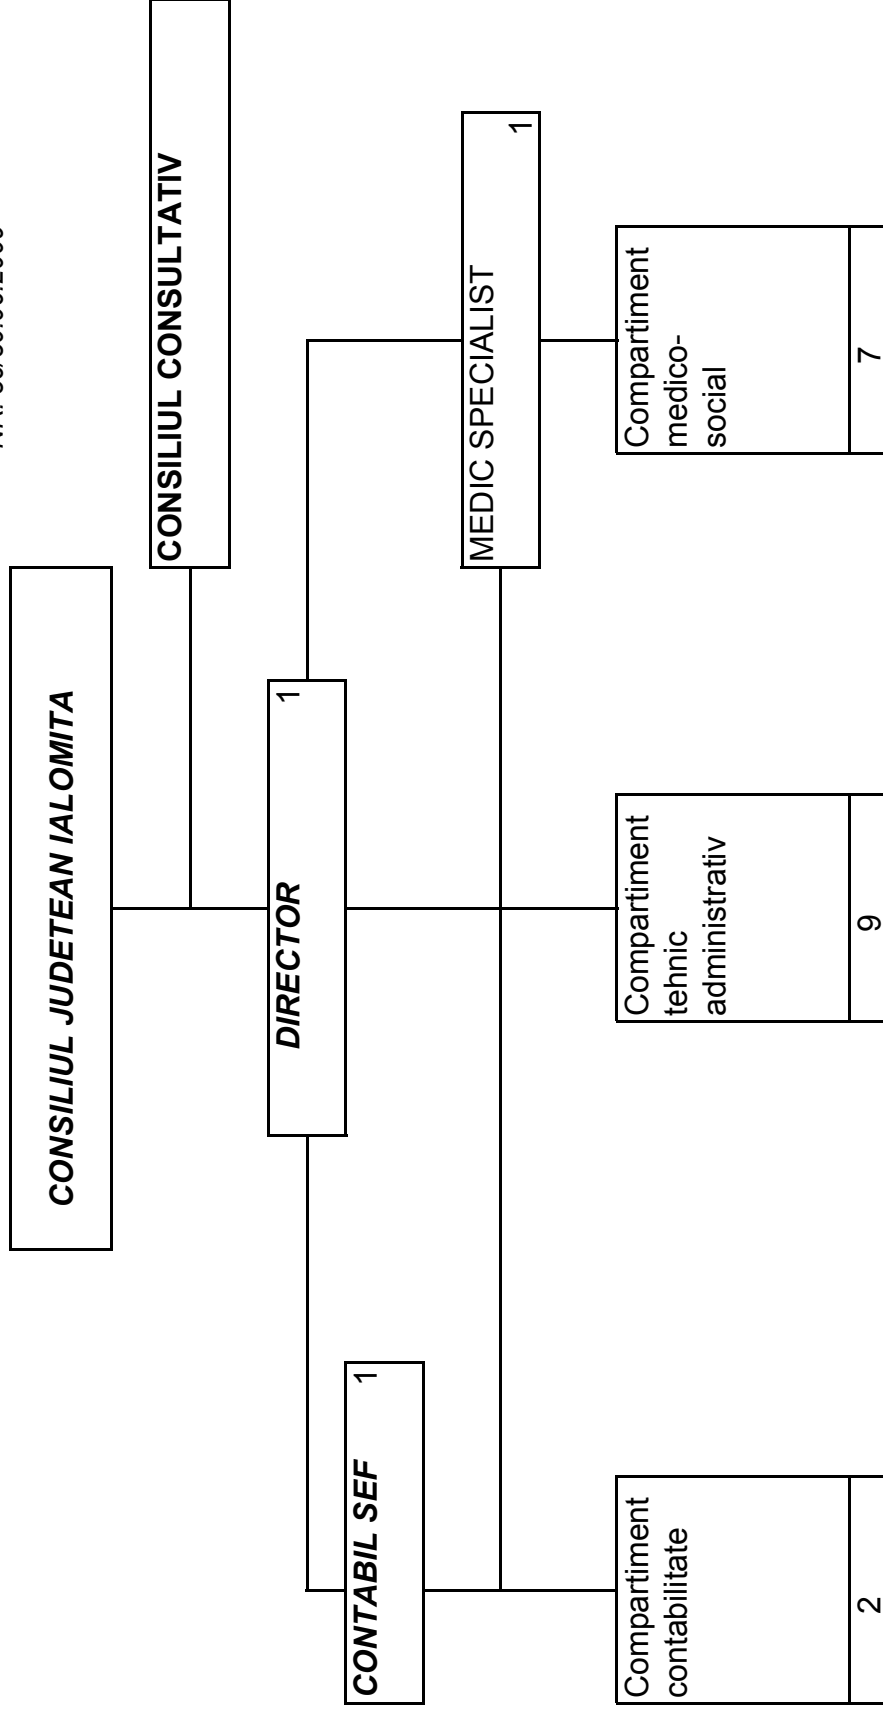 CONSILIUL JUDETEAN IALOMITA
CONSILIUL CONSULTATIV
DIRECTOR
1
CONTABIL SEF
1
MEDIC SPECIALIST
1
Compartiment
contabilitate
2
Compartiment
tehnic
administrativ
9
Compartiment
medico-
social
7